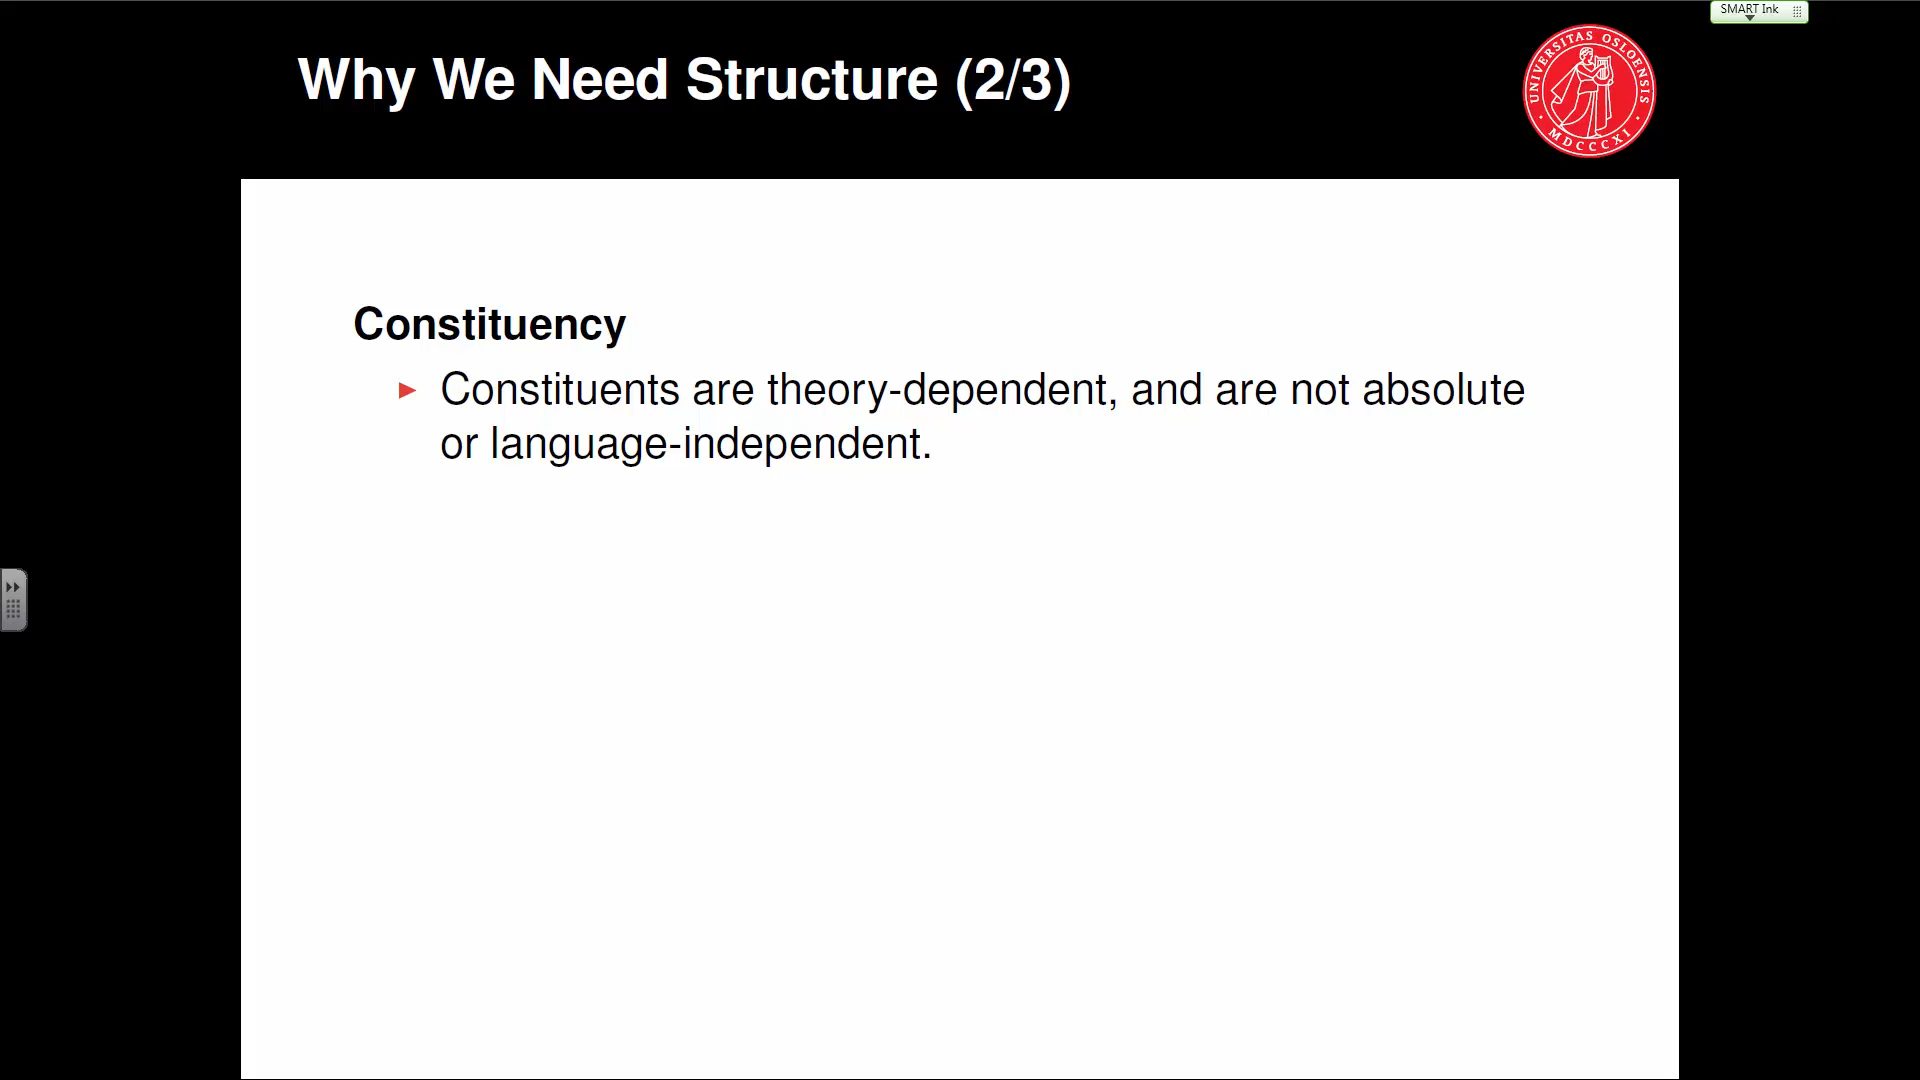 SMART Ink
Why We Need Structure (2/3)
UNIVERSITAS OSLOENSIS
MDCCCXI
Constituency
Constituents are theory-dependent, and are not absolute
or language-independent.